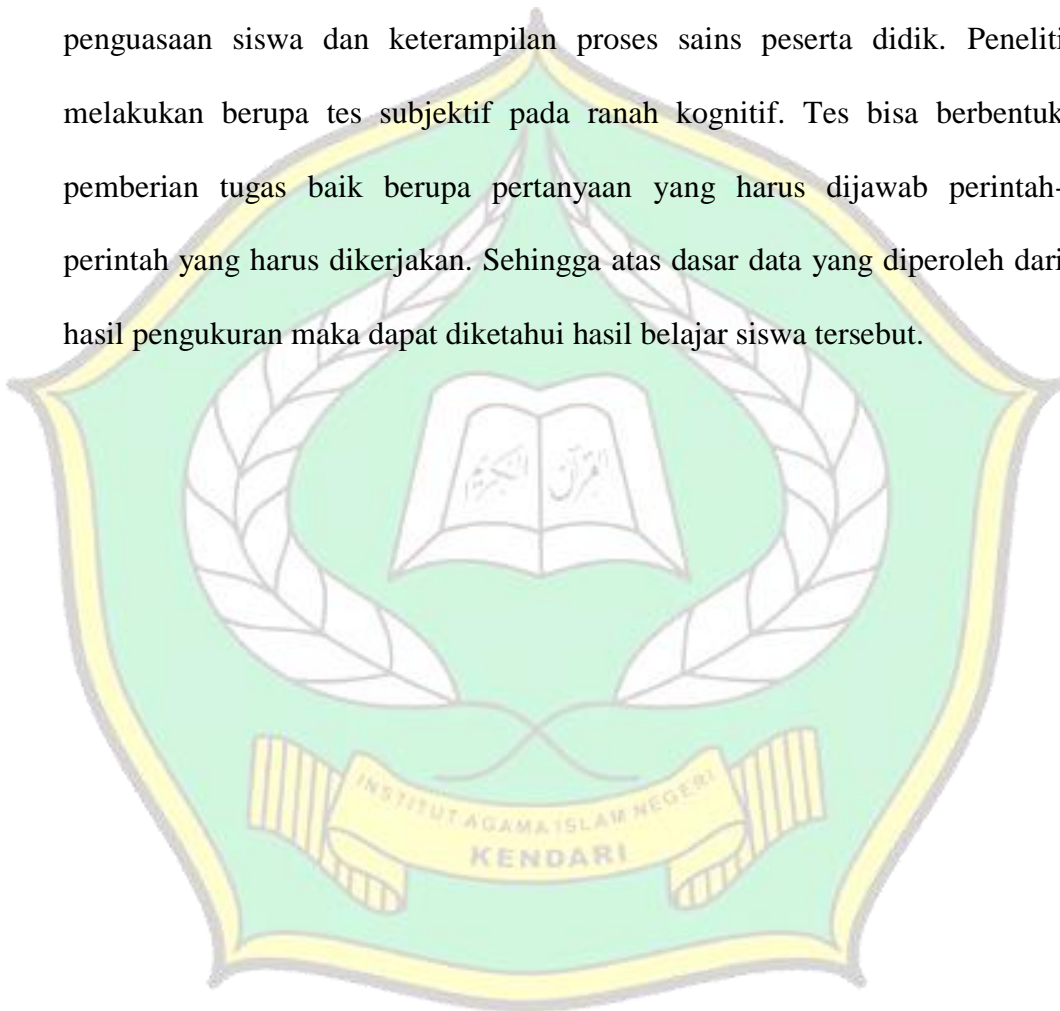 penguasaan siswa dan keterampilan proses sains peserta didik. Peneliti
melakukan berupa tes subjektif pada ranah kognitif. Tes bisa berbentuk
pemberian tugas baik berupa pertanyaan yang harus dijawab perintah-
perintah yang harus dikerjakan. Sehingga atas dasar data yang diperoleh dari
hasil pengukuran maka dapat diketahui hasil belajar siswa tersebut.
القرآن الكريم
INSTITUT AGAMA ISLAM NEGERI
KENDARI